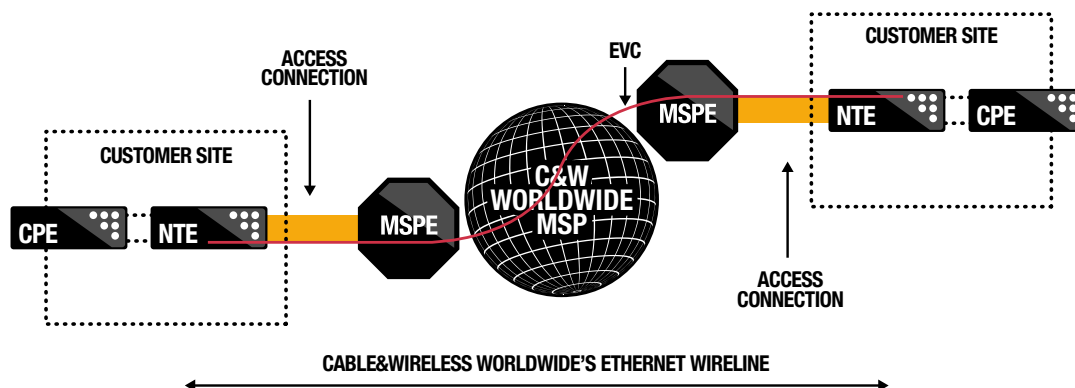 ACCESS
CONNECTION
CUSTOMER SITE
CPE
NTE
MSPE
C&W
WORLDWIDE
MSP
EVC
MSPE
CUSTOMER SITE
NTE
CPE
ACCESS
CONNECTION
CABLE&WIRELESS WORLDWIDE'S ETHERNET WIRELINE